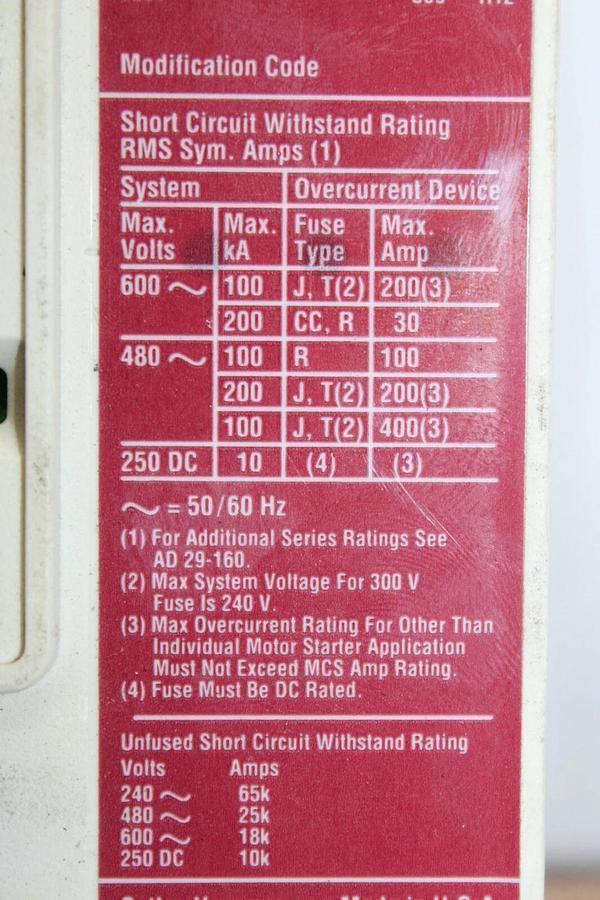 Modification Code
Short Circuit Withstand Rating
RMS Sym. Amps (1)
System Overcurrent Device
Max. Max. Fuse Max.
Volts kA Type Amp
600 ~ 100 J, T(2) 200(3)
200 CC, R 30
480 ~ 100 R 100
200 J, T(2) 200(3)
100 J, T(2) 400(3)
250 DC 10 (4) (3)
~ = 50/60 Hz
(1) For Additional Series Ratings See
AD 29-160.
(2) Max System Voltage For 300 V
Fuse Is 240 V.
(3) Max Overcurrent Rating For Other Than
Individual Motor Starter Application
Must Not Exceed MCS Amp Rating.
(4) Fuse Must Be DC Rated.
Unfused Short Circuit Withstand Rating
Volts Amps
240 ~ 65k
480 ~ 25k
600 ~ 18k
250 DC 10k